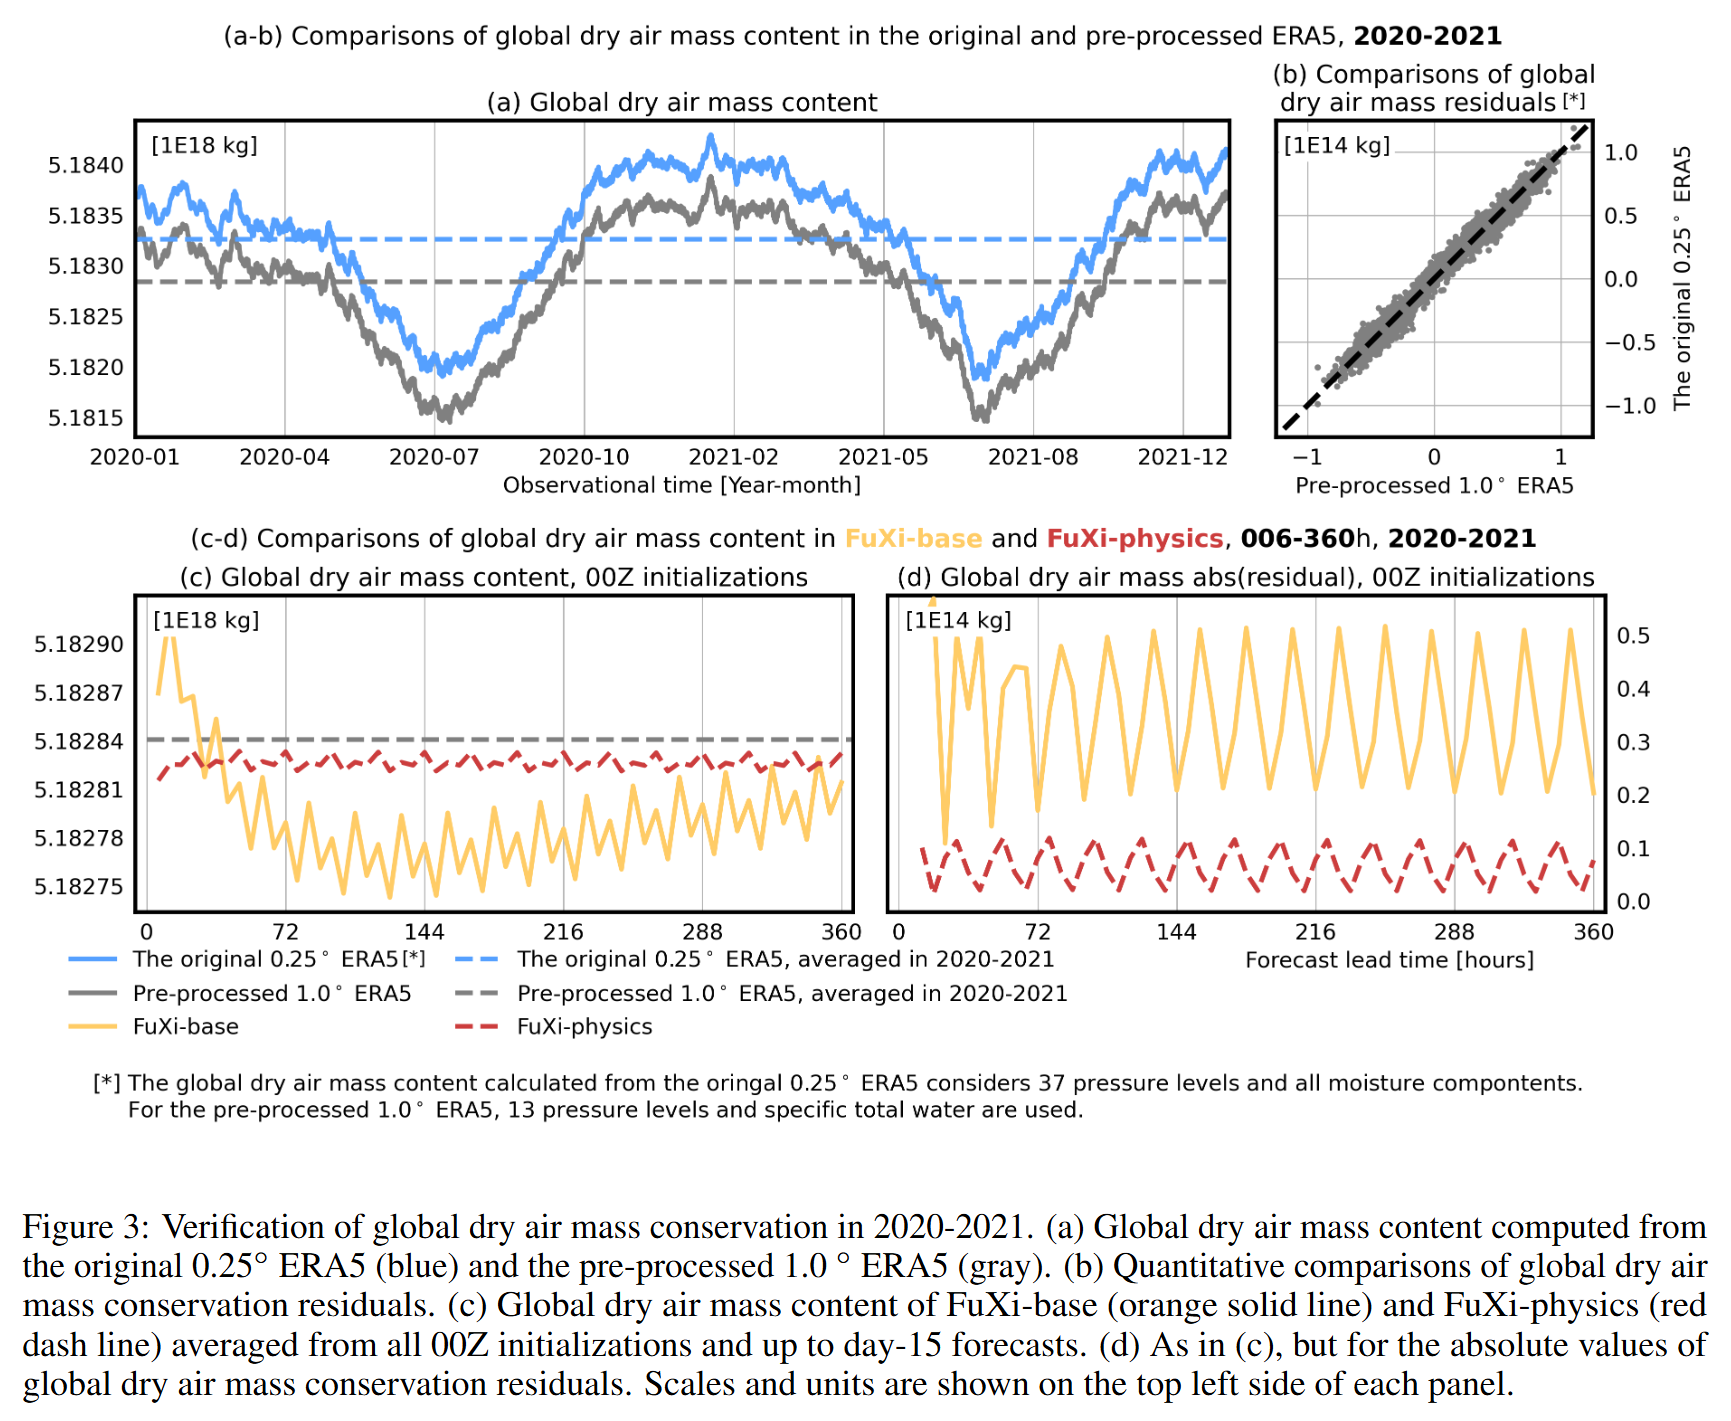 (a-b) Comparisons of global dry air mass content in the original and pre-processed ERA5, 2020-2021
(a) Global dry air mass content
(b) Comparisons of global
dry air mass residuals [*]
[1E18 kg]
5.1840
5.1835
5.1830
5.1825
5.1820
5.1815
2020-01 2020-04 2020-07 2020-10 2021-02 2021-05 2021-08 2021-12
Observational time [Year-month]
[1E14 kg]
1.0
0.5
0.0
−0.5
−1.0
The original 0.25° ERA5
−1 0 1
Pre-processed 1.0° ERA5
(c-d) Comparisons of global dry air mass content in FuXi-base and FuXi-physics, 006-360h, 2020-2021
(c) Global dry air mass content, 00Z initializations
[1E18 kg]
5.18290
5.18287
5.18284
5.18281
5.18278
5.18275
0 72 144 216 288 360
(d) Global dry air mass abs(residual), 00Z initializations
[1E14 kg]
0.5
0.4
0.3
0.2
0.1
0.0
0 72 144 216 288 360
Forecast lead time [hours]
The original 0.25° ERA5[*]
The original 0.25° ERA5, averaged in 2020-2021
Pre-processed 1.0° ERA5
Pre-processed 1.0° ERA5, averaged in 2020-2021
FuXi-base
FuXi-physics
[*] The global dry air mass content calculated from the oringal 0.25° ERA5 considers 37 pressure levels and all moisture compontents.
For the pre-processed 1.0° ERA5, 13 pressure levels and specific total water are used.
Figure 3: Verification of global dry air mass conservation in 2020-2021. (a) Global dry air mass content computed from
the original 0.25° ERA5 (blue) and the pre-processed 1.0 ° ERA5 (gray). (b) Quantitative comparisons of global dry air
mass conservation residuals. (c) Global dry air mass content of FuXi-base (orange solid line) and FuXi-physics (red
dash line) averaged from all 00Z initializations and up to day-15 forecasts. (d) As in (c), but for the absolute values of
global dry air mass conservation residuals. Scales and units are shown on the top left side of each panel.